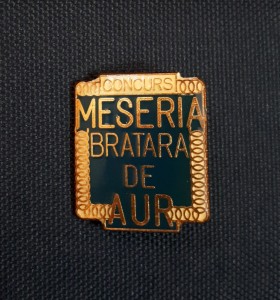 CONCURS
MESERIA
BRATARA
DE
AUR